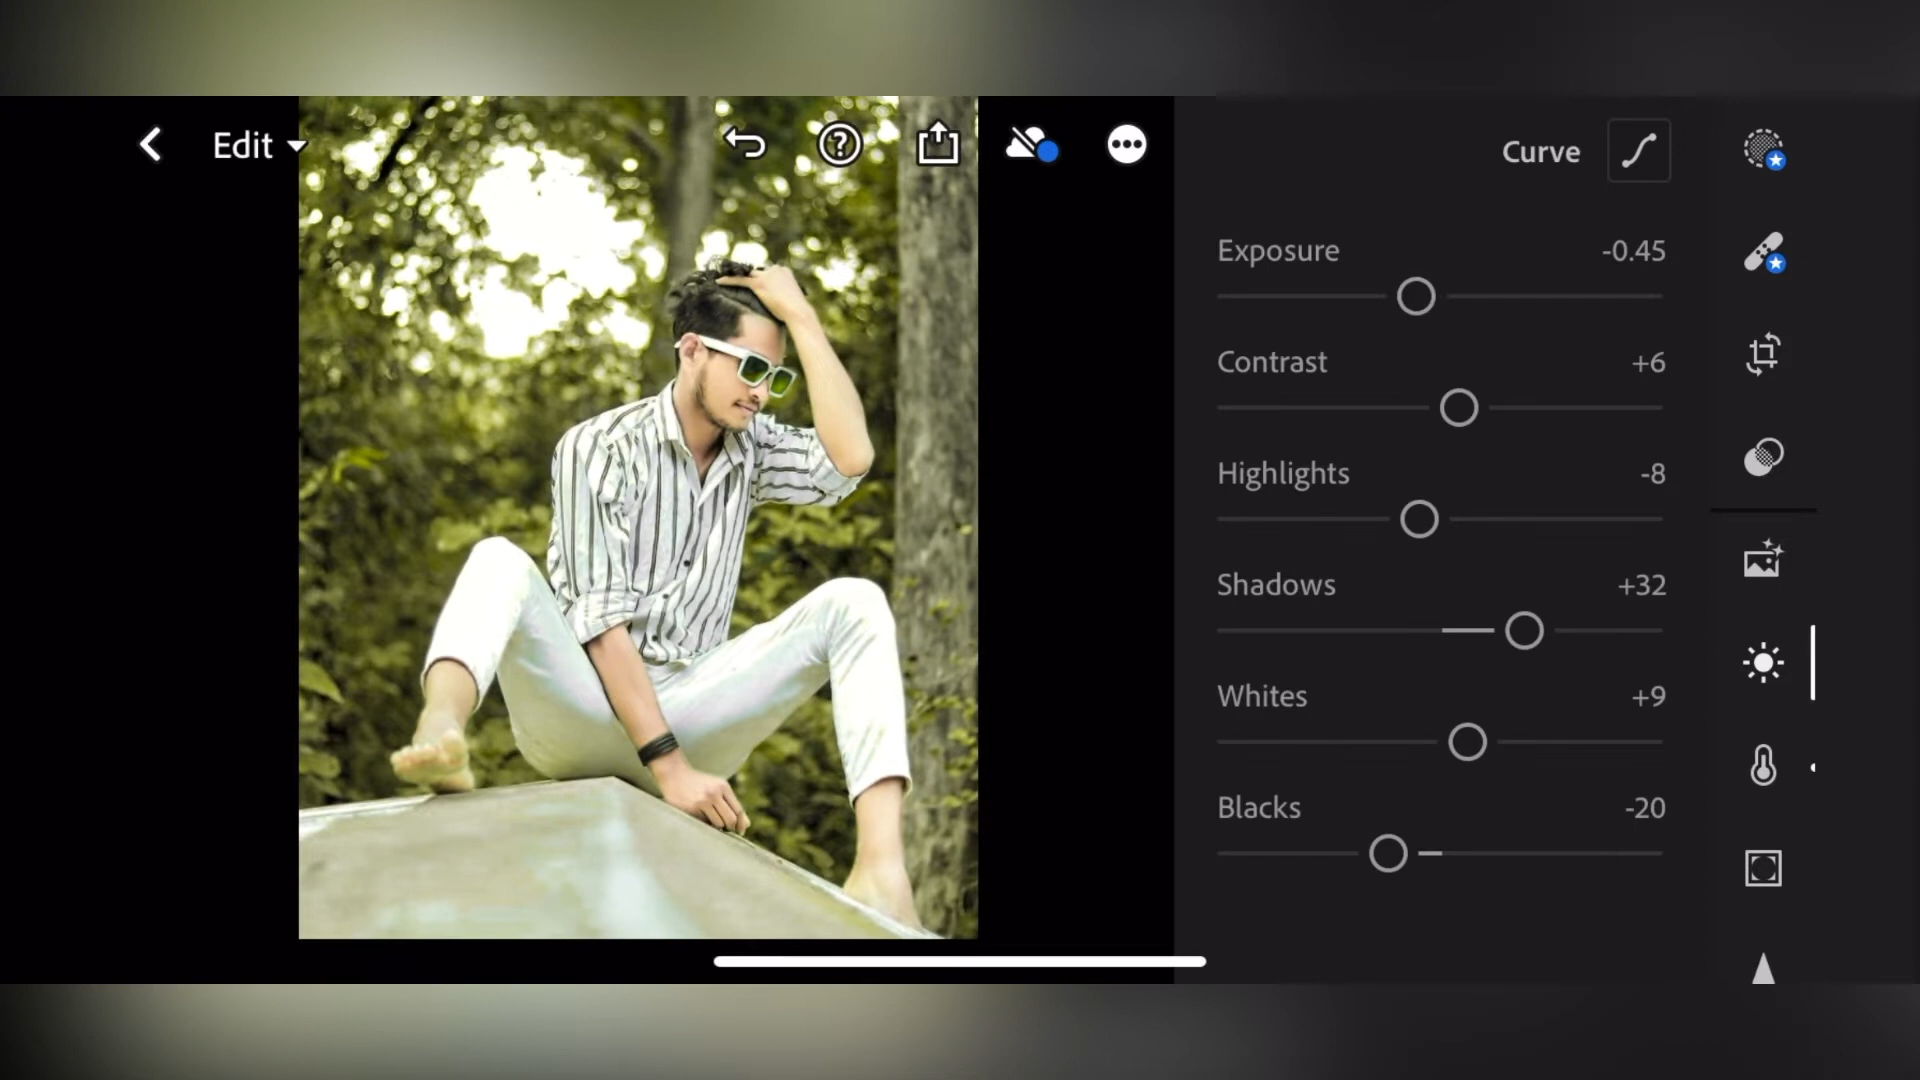 Edit
Curve
Exposure -0.45
Contrast +6
Highlights -8
Shadows +32
Whites +9
Blacks -20